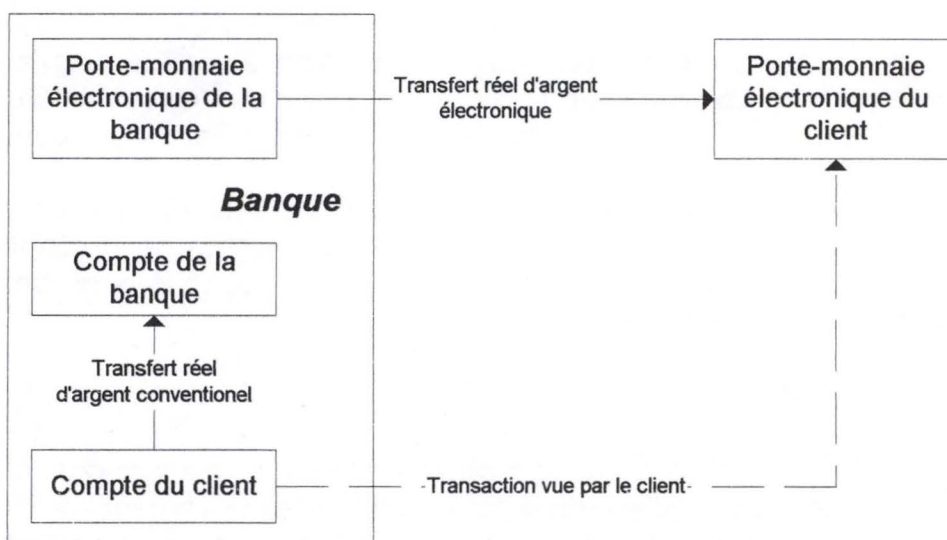 Porte-monnaie
électronique de la
banque
Transfert réel d'argent
électronique
Porte-monnaie
électronique du
client
Banque
Compte de la
banque
Transfert réel
d'argent conventionel
Compte du client
Transaction vue par le client